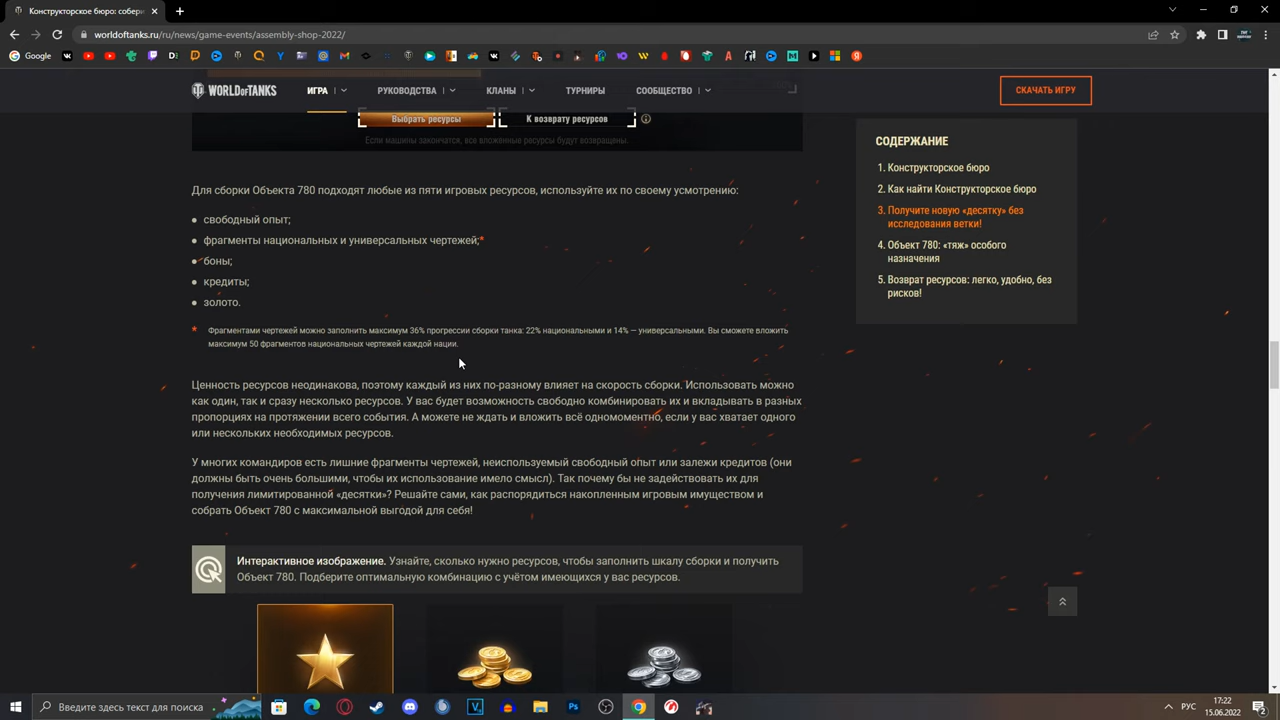 Конструкторское бюро: собер
worldoftanks.ru/ru/news/game-events/assembly-shop-2022/
Google
WORLD OF TANKS
ИГРА
РУКОВОДСТВА
КЛАНЫ
ТУРНИРЫ
СООБЩЕСТВО
СКАЧАТЬ ИГРУ
Выбрать ресурсы
К возврату ресурсов
Если машины закончатся, все вложенные ресурсы будут возвращены.
Для сборки Объекта 780 подходят любые из пяти игровых ресурсов, используйте их по своему усмотрению:
свободный опыт;
фрагменты национальных и универсальных чертежей;*
боны;
кредиты;
золото.
* Фрагментами чертежей можно заполнить максимум 36% прогрессии сборки танка: 22% национальными и 14% — универсальными. Вы сможете вложить
максимум 50 фрагментов национальных чертежей каждой нации.
Ценность ресурсов неодинакова, поэтому каждый из них по-разному влияет на скорость сборки. Использовать можно
как один, так и сразу несколько ресурсов. У вас будет возможность свободно комбинировать их и вкладывать в разных
пропорциях на протяжении всего события. А можете не ждать и вложить всё одномоментно, если у вас хватает одного
или нескольких необходимых ресурсов.
У многих командиров есть лишние фрагменты чертежей, неиспользуемый свободный опыт или залежи кредитов (они
должны быть очень большими, чтобы их использование имело смысл). Так почему бы не задействовать их для
получения лимитированной «десятки»? Решайте сами, как распорядиться накопленным игровым имуществом и
собрать Объект 780 с максимальной выгодой для себя!
Интерактивное изображение. Узнайте, сколько нужно ресурсов, чтобы заполнить шкалу сборки и получить
Объект 780. Подберите оптимальную комбинацию с учётом имеющихся у вас ресурсов.
СОДЕРЖАНИЕ
1. Конструкторское бюро
2. Как найти Конструкторское бюро
3. Получите новую «десятку» без
исследования ветки!
4. Объект 780: «тяж» особого
назначения
5. Возврат ресурсов: легко, удобно, без
рисков!
Введите здесь текст для поиска
РУС
17:22
15.06.2022
2